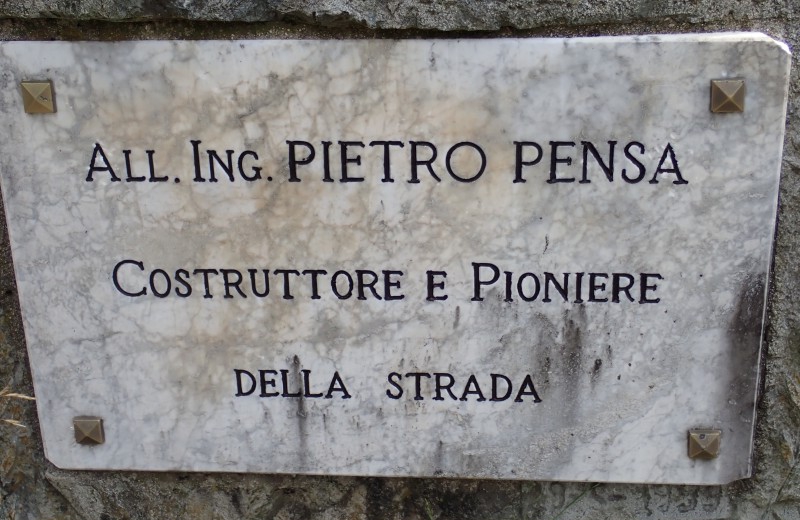 ALL. ING. PIETRO PENSA
COSTRUTTORE E PIONIERE
DELLA STRADA